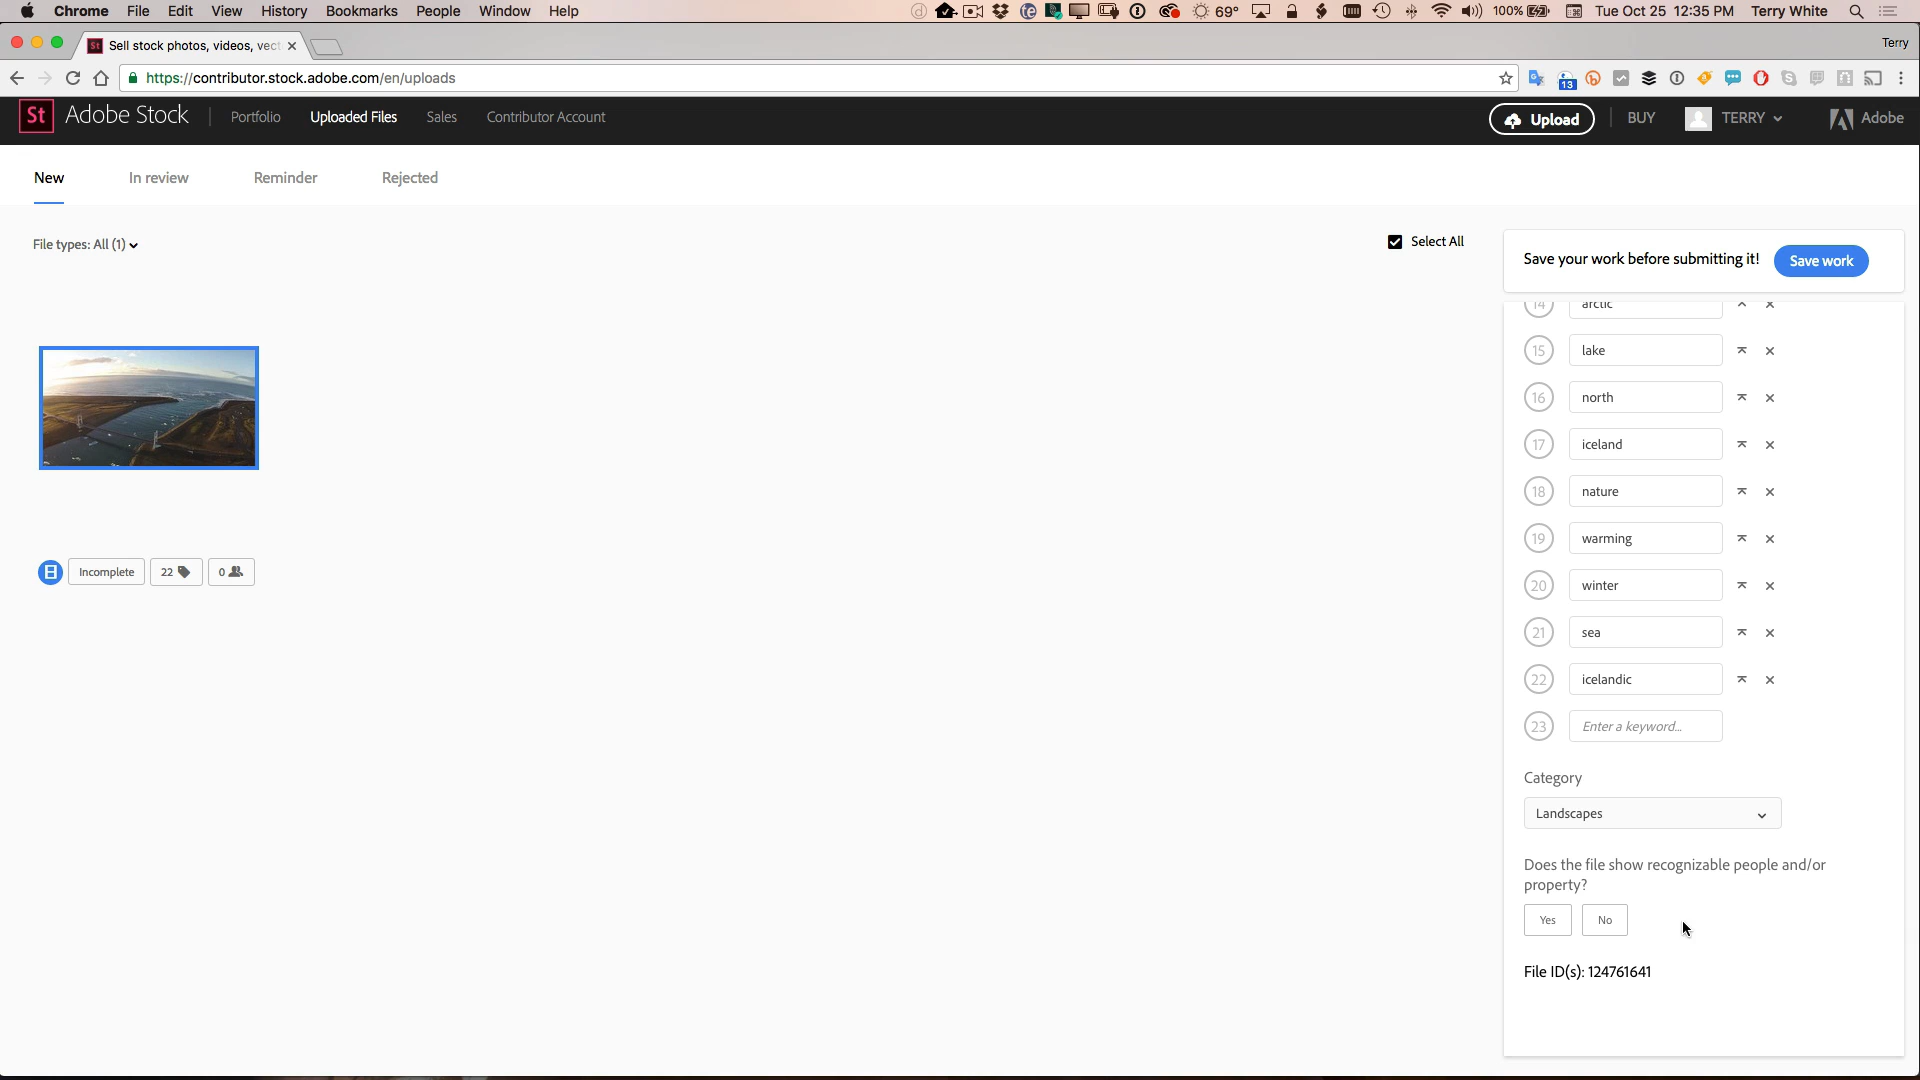 Chrome File Edit View History Bookmarks People Window Help 69° 100% Tue Oct 25 12:35 PM Terry White
Sell stock photos, videos, vect
Terry
https://contributor.stock.adobe.com/en/uploads
13
St Adobe Stock Portfolio Uploaded Files Sales Contributor Account Upload BUY TERRY Adobe
New In review Reminder Rejected
File types: All (1)
Select All
Save your work before submitting it! Save work
14 arctic
15 lake
16 north
17 iceland
18 nature
19 warming
20 winter
21 sea
22 icelandic
23 Enter a keyword...
Incomplete 22 0
Category
Landscapes
Does the file show recognizable people and/or
property?
Yes No
File ID(s): 124761641